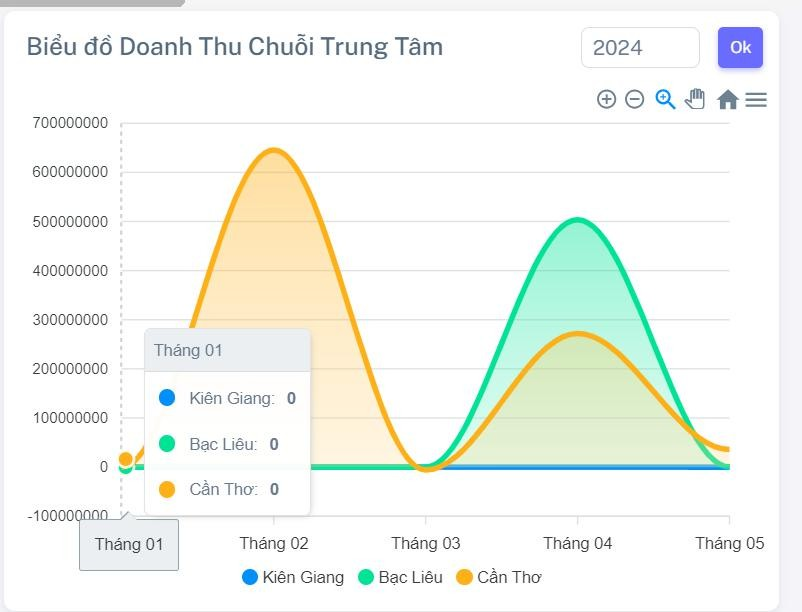 Biểu đồ Doanh Thu Chuỗi Trung Tâm
2024
Ok
700000000
600000000
500000000
400000000
300000000
200000000
100000000
0
-100000000
Tháng 01
Kiên Giang: 0
Bạc Liêu: 0
Cần Thơ: 0
Tháng 01 Tháng 02 Tháng 03 Tháng 04 Tháng 05
Kiên Giang Bạc Liêu Cần Thơ